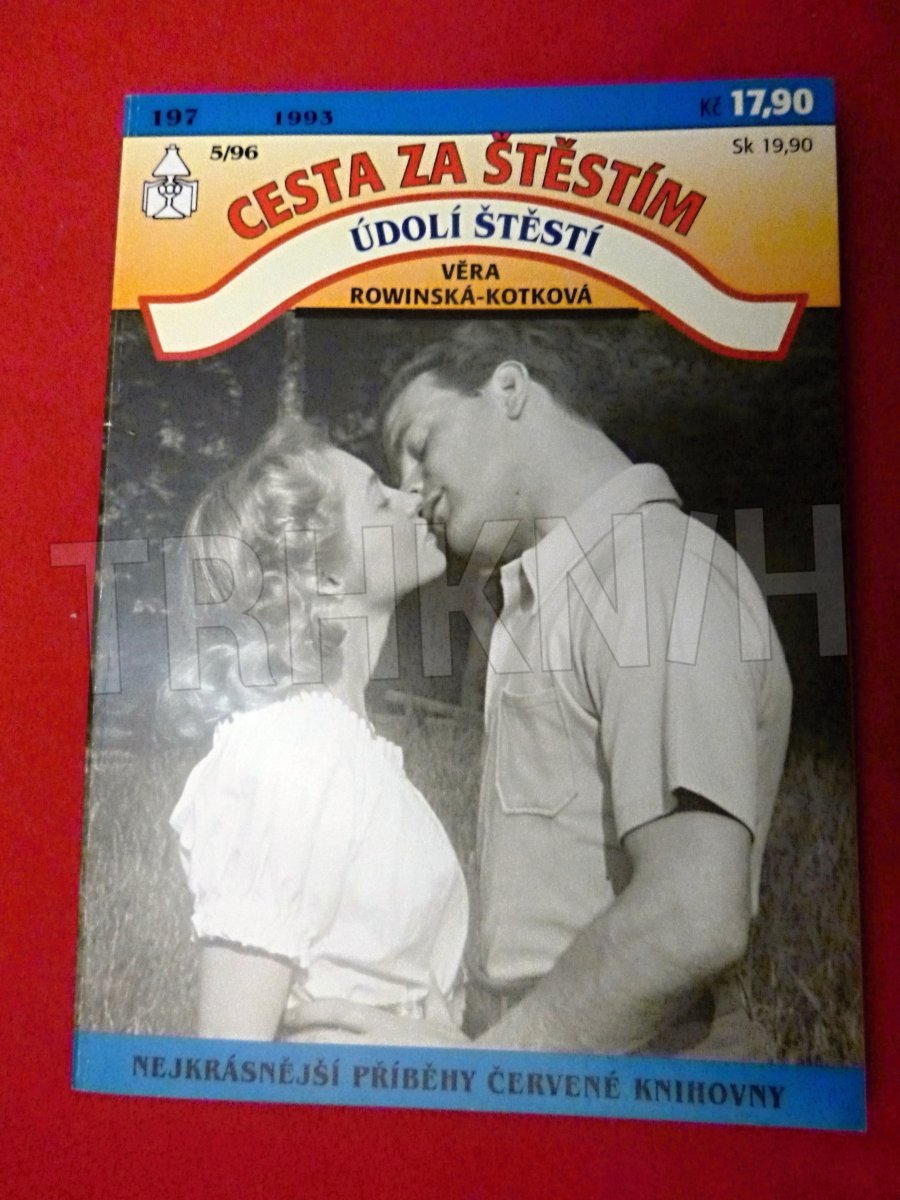 197 1993 Kč 17,90
5/96 Sk 19,90
CESTA ZA ŠTĚSTÍM
ÚDOLÍ ŠTĚSTÍ
VĚRA
ROWINSKÁ-KOTKOVÁ
TRHKNIH
NEJKRÁSNĚJŠÍ PŘÍBĚHY ČERVENÉ KNIHOVNY